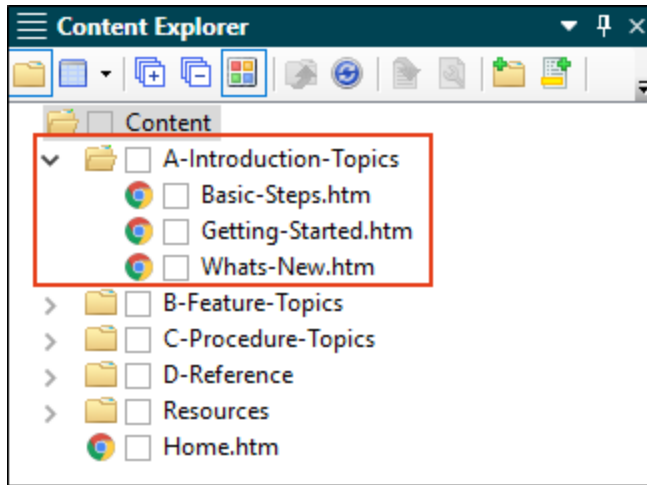 Content Explorer
Content
A-Introduction-Topics
Basic-Steps.htm
Getting-Started.htm
Whats-New.htm
B-Feature-Topics
C-Procedure-Topics
D-Reference
Resources
Home.htm